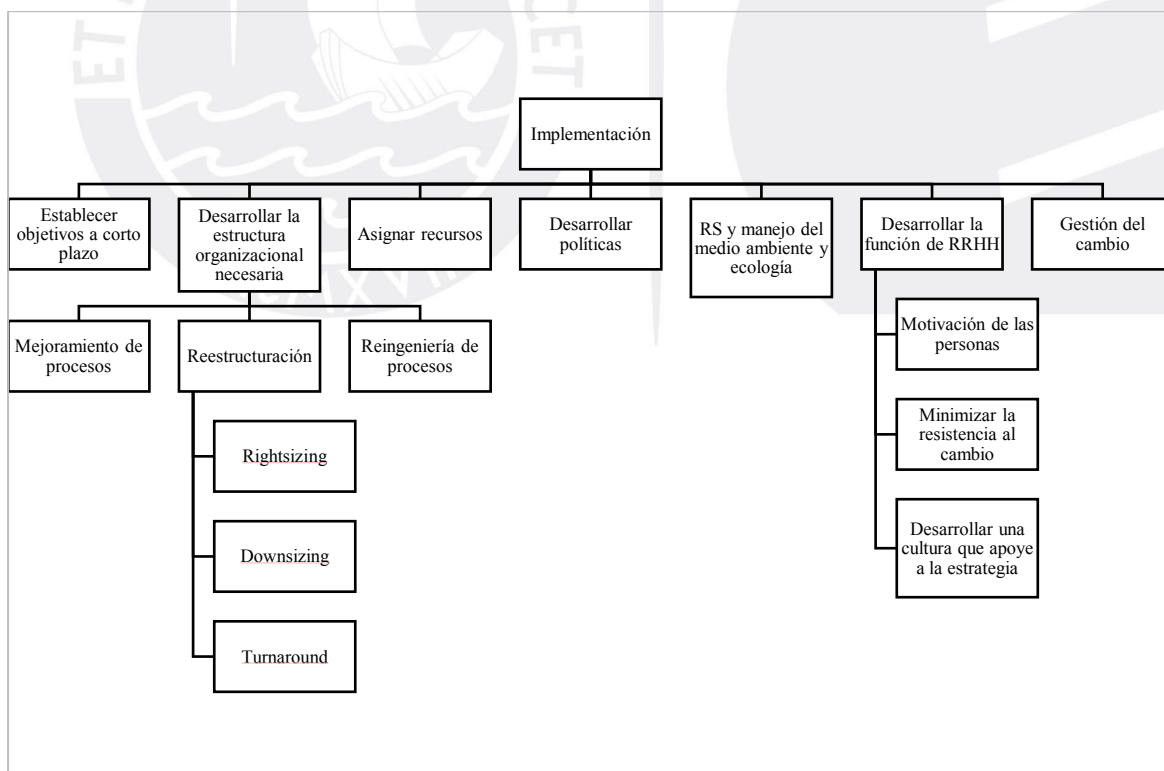 Implementación
Establecer
objetivos a corto
plazo
Desarrollar la
estructura
organizacional
necesaria
Asignar recursos
Desarrollar
políticas
RS y manejo del
medio ambiente y
ecología
Desarrollar la
función de RRHH
Gestión del
cambio
Mejoramiento de
procesos
Reestructuración
Reingeniería de
procesos
Rightsizing
Downsizing
Turnaround
Motivación de las
personas
Minimizar la
resistencia al
cambio
Desarrollar una
cultura que apoye
a la estrategia
ET
CET